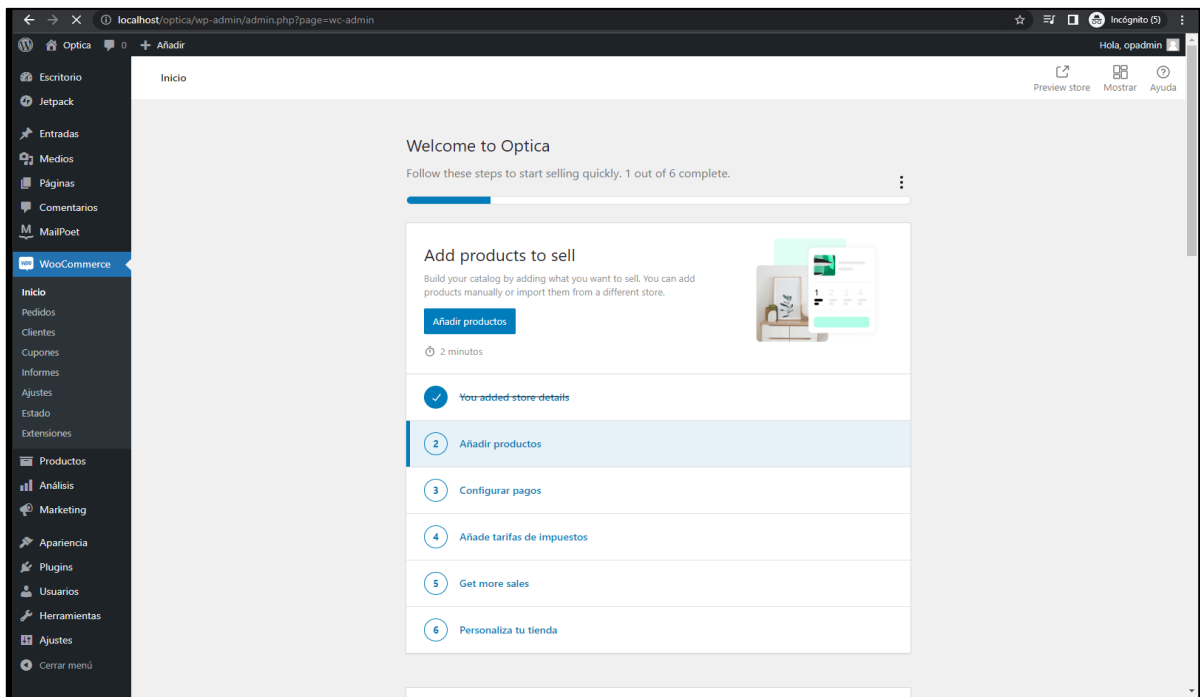 localhost/optica/wp-admin/admin.php?page=wc-admin
Incógnito (5)
Optica
0
Añadir
Hola, opadmin
Escritorio
Jetpack
Entradas
Medios
Páginas
Comentarios
MailPoet
WooCommerce
Inicio
Pedidos
Clientes
Cupones
Informes
Ajustes
Estado
Extensiones
Productos
Análisis
Marketing
Apariencia
Plugins
Usuarios
Herramientas
Ajustes
Cerrar menú
Inicio
Preview store
Mostrar
Ayuda
Welcome to Optica
Follow these steps to start selling quickly. 1 out of 6 complete.
Add products to sell
Build your catalog by adding what you want to sell. You can add
products manually or import them from a different store.
Añadir productos
2 minutos
1 2 3 4
You added store details
2 Añadir productos
3 Configurar pagos
4 Añade tarifas de impuestos
5 Get more sales
6 Personaliza tu tienda